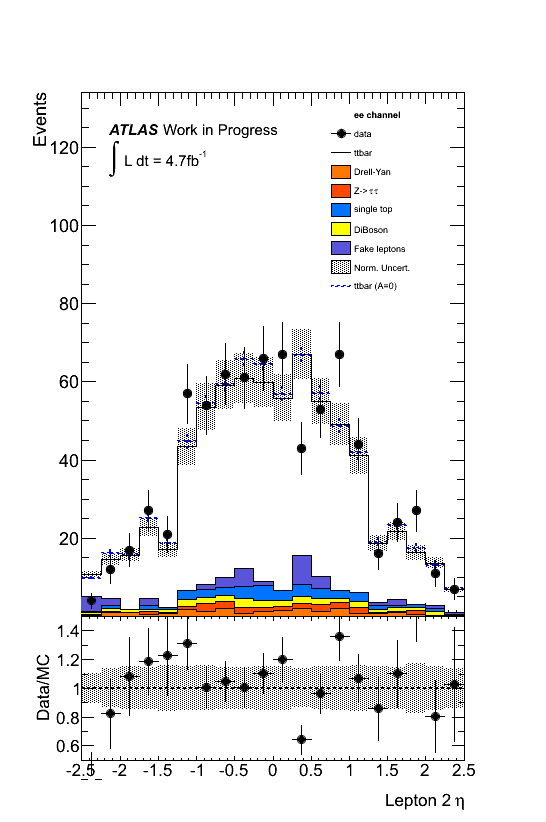 Events
ATLAS Work in Progress
∫ L dt = 4.7fb⁻¹
ee channel
data
ttbar
Drell-Yan
Z->ττ
single top
DiBoson
Fake leptons
Norm. Uncert.
ttbar (A=0)
120
100
80
60
40
20
Data/MC
1.4
1.2
1
0.8
0.6
-2.5 -2 -1.5 -1 -0.5 0 0.5 1 1.5 2 2.5
Lepton 2 η